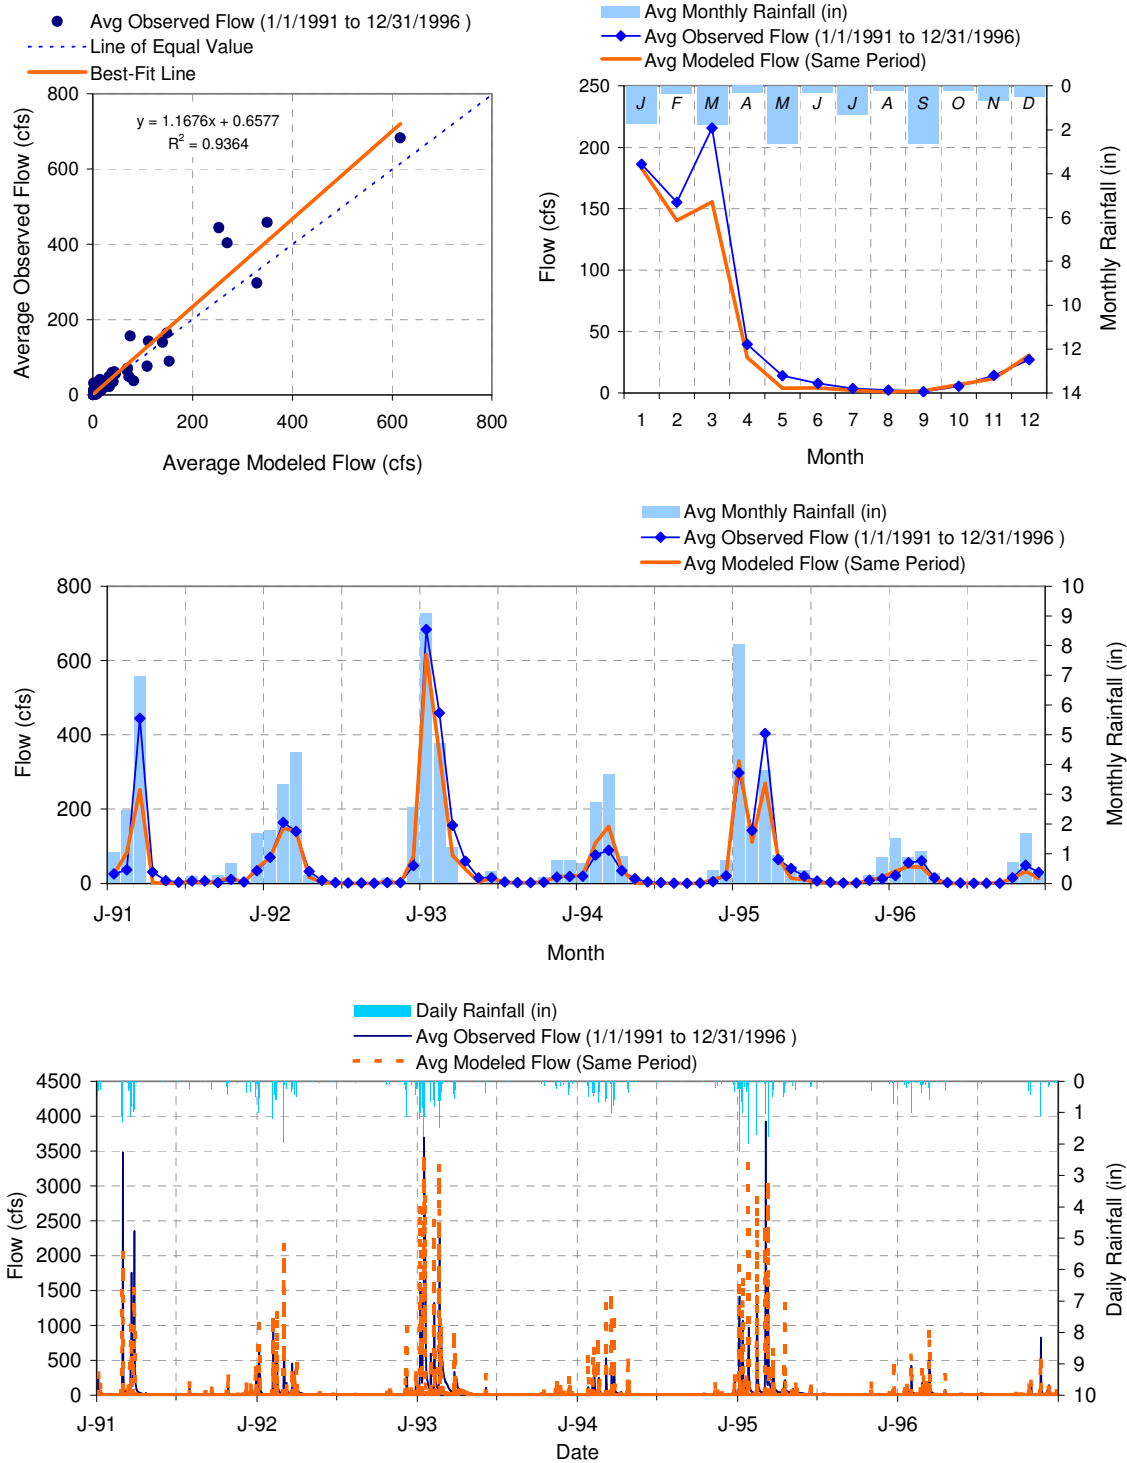 Avg Observed Flow (1/1/1991 to 12/31/1996 )
Line of Equal Value
Best-Fit Line
800
600
400
200
0
Average Observed Flow (cfs)
y = 1.1676x + 0.6577
R² = 0.9364
0 200 400 600 800
Average Modeled Flow (cfs)
Avg Monthly Rainfall (in)
Avg Observed Flow (1/1/1991 to 12/31/1996)
Avg Modeled Flow (Same Period)
250
200
150
100
50
0
Flow (cfs)
J F M A M J J A S O N D
0
2
4
6
8
10
12
14
Monthly Rainfall (in)
1 2 3 4 5 6 7 8 9 10 11 12
Month
Avg Monthly Rainfall (in)
Avg Observed Flow (1/1/1991 to 12/31/1996 )
Avg Modeled Flow (Same Period)
800
600
400
200
0
Flow (cfs)
10
9
8
7
6
5
4
3
2
1
0
Monthly Rainfall (in)
J-91 J-92 J-93 J-94 J-95 J-96
Month
Daily Rainfall (in)
Avg Observed Flow (1/1/1991 to 12/31/1996 )
Avg Modeled Flow (Same Period)
4500
4000
3500
3000
2500
2000
1500
1000
500
0
Flow (cfs)
0
1
2
3
4
5
6
7
8
9
10
Daily Rainfall (in)
J-91 J-92 J-93 J-94 J-95 J-96
Date